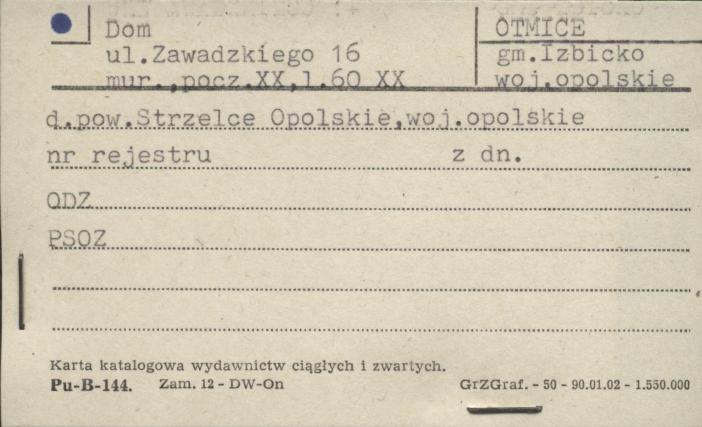 Dom OTMICE
ul.Zawadzkiego 16 gm.Izbicko
mur.,pocz.XX,l.60 XX woj.opolskie
d.pow.Strzelce Opolskie,woj.opolskie
nr rejestru z dn.
ODZ
PSOZ
Karta katalogowa wydawnictw ciągłych i zwartych.
Pu-B-144. Zam. 12 - DW-On GrZGraf. - 50 - 90.01.02 - 1.550.000